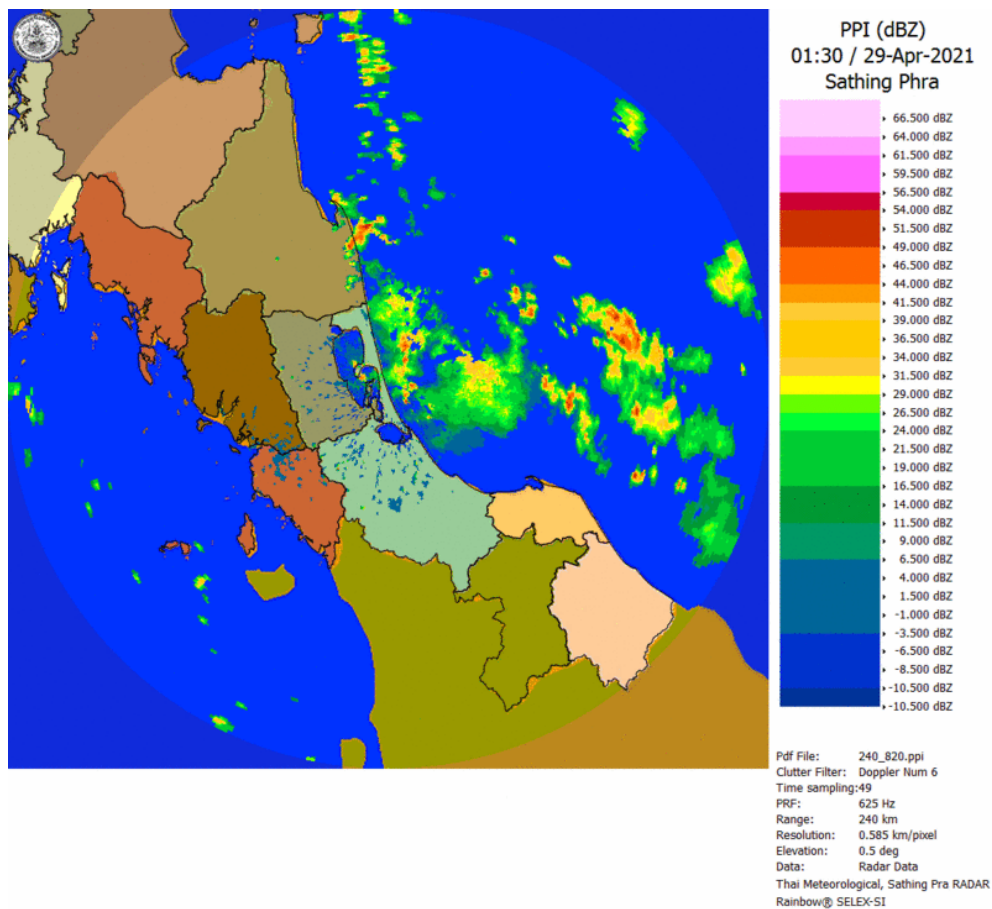 PPI (dBZ)
01:30 / 29-Apr-2021
Sathing Phra
66.500 dBZ
64.000 dBZ
61.500 dBZ
59.500 dBZ
56.500 dBZ
54.000 dBZ
51.500 dBZ
49.000 dBZ
46.500 dBZ
44.000 dBZ
41.500 dBZ
39.000 dBZ
36.500 dBZ
34.000 dBZ
31.500 dBZ
29.000 dBZ
26.500 dBZ
24.000 dBZ
21.500 dBZ
19.000 dBZ
16.500 dBZ
14.000 dBZ
11.500 dBZ
9.000 dBZ
6.500 dBZ
4.000 dBZ
1.500 dBZ
-1.000 dBZ
-3.500 dBZ
-6.500 dBZ
-8.500 dBZ
-10.500 dBZ
-10.500 dBZ
Pdf File: 240_820.ppi
Clutter Filter: Doppler Num 6
Time sampling:49
PRF: 625 Hz
Range: 240 km
Resolution: 0.585 km/pixel
Elevation: 0.5 deg
Data: Radar Data
Thai Meteorological, Sathing Pra RADAR
Rainbow® SELEX-SI